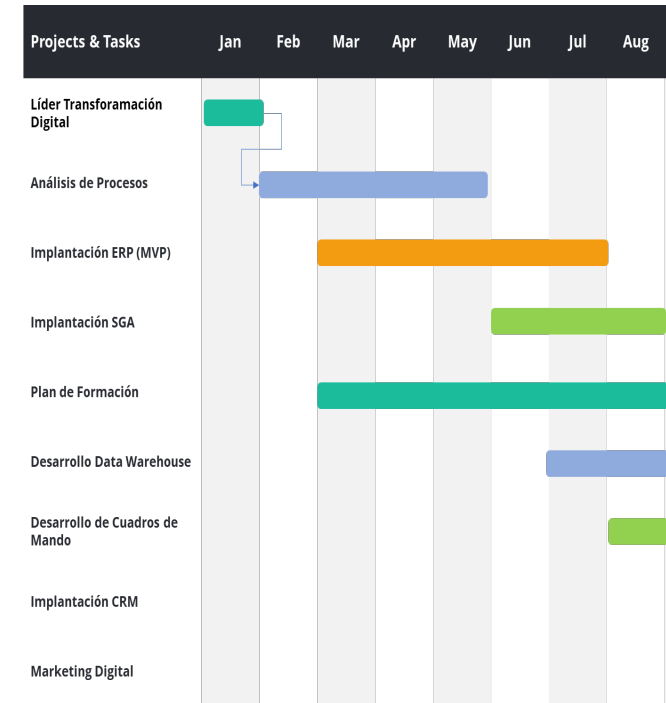 Projects & Tasks Jan Feb Mar Apr May Jun Jul Aug
Líder Transforamación
Digital
Análisis de Procesos
Implantación ERP (MVP)
Implantación SGA
Plan de Formación
Desarrollo Data Warehouse
Desarrollo de Cuadros de
Mando
Implantación CRM
Marketing Digital